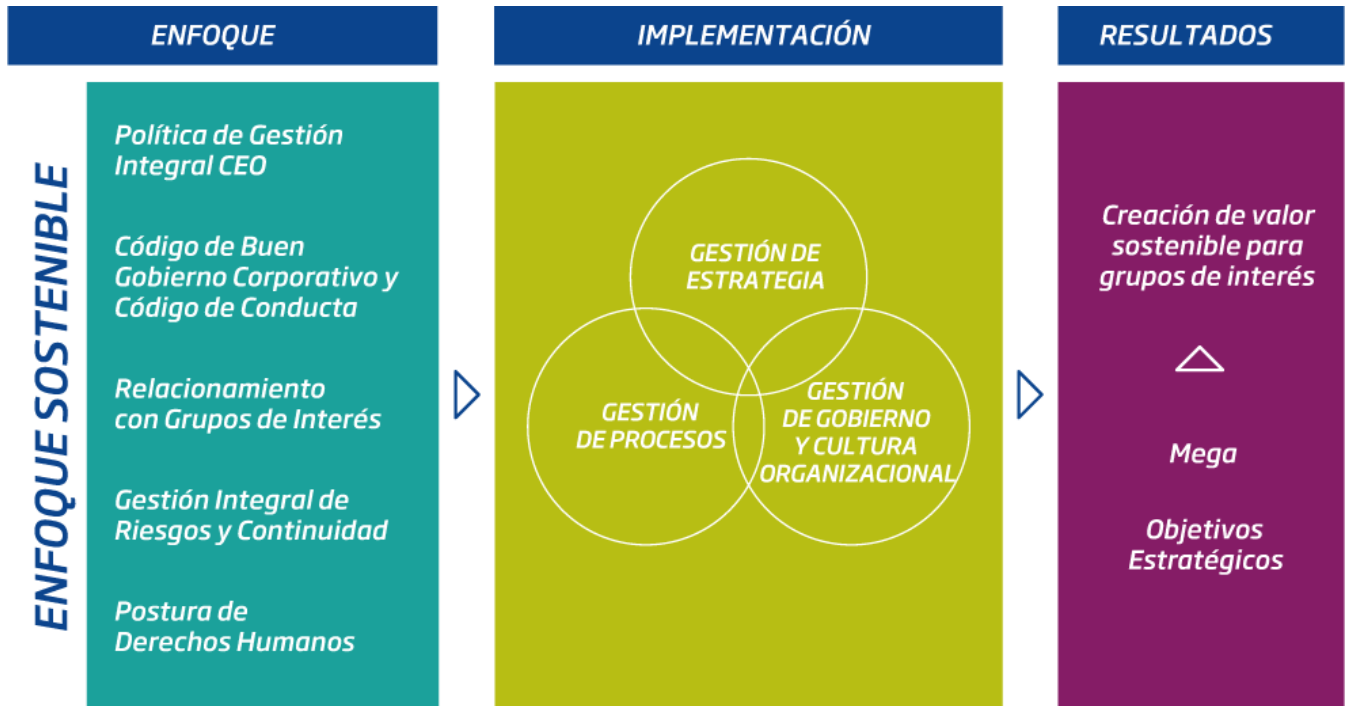 ENFOQUE
IMPLEMENTACIÓN
RESULTADOS
ENFOQUE SOSTENIBLE
Política de Gestión
Integral CEO
Código de Buen
Gobierno Corporativo y
Código de Conducta
Relacionamiento
con Grupos de Interés
Gestión Integral de
Riesgos y Continuidad
Postura de
Derechos Humanos
GESTIÓN DE
ESTRATEGIA
GESTIÓN
DE PROCESOS
GESTIÓN
DE GOBIERNO
Y CULTURA
ORGANIZACIONAL
Creación de valor
sostenible para
grupos de interés
Mega
Objetivos
Estratégicos